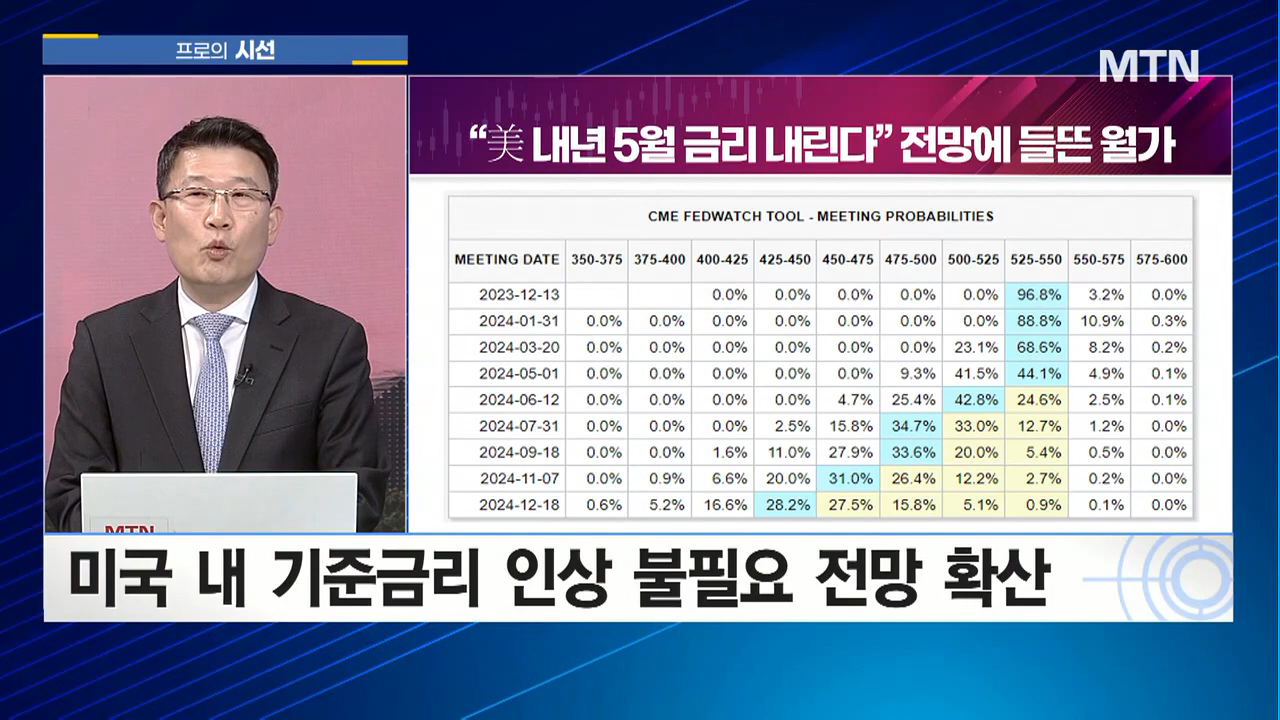 프로의 시선
MTN
“美 내년 5월 금리 내린다” 전망에 들뜬 월가
CME FEDWATCH TOOL - MEETING PROBABILITIES
MEETING DATE 350-375 375-400 400-425 425-450 450-475 475-500 500-525 525-550 550-575 575-600
2023-12-13 0.0% 0.0% 0.0% 0.0% 0.0% 96.8% 3.2% 0.0%
2024-01-31 0.0% 0.0% 0.0% 0.0% 0.0% 0.0% 0.0% 88.8% 10.9% 0.3%
2024-03-20 0.0% 0.0% 0.0% 0.0% 0.0% 0.0% 23.1% 68.6% 8.2% 0.2%
2024-05-01 0.0% 0.0% 0.0% 0.0% 0.0% 9.3% 41.5% 44.1% 4.9% 0.1%
2024-06-12 0.0% 0.0% 0.0% 0.0% 4.7% 25.4% 42.8% 24.6% 2.5% 0.1%
2024-07-31 0.0% 0.0% 0.0% 2.5% 15.8% 34.7% 33.0% 12.7% 1.2% 0.0%
2024-09-18 0.0% 0.0% 1.6% 11.0% 27.9% 33.6% 20.0% 5.4% 0.5% 0.0%
2024-11-07 0.0% 0.9% 6.6% 20.0% 31.0% 26.4% 12.2% 2.7% 0.2% 0.0%
2024-12-18 0.6% 5.2% 16.6% 28.2% 27.5% 15.8% 5.1% 0.9% 0.1% 0.0%
MTN
미국 내 기준금리 인상 불필요 전망 확산